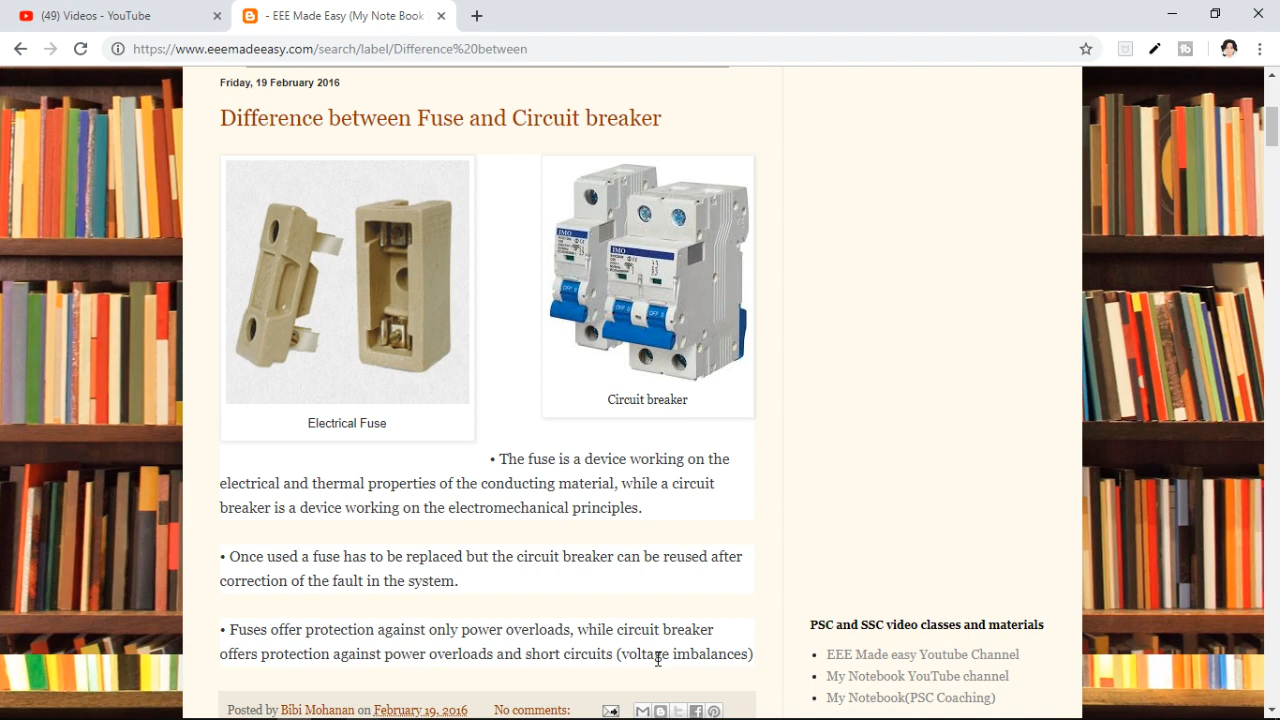 (49) Videos - YouTube
- EEE Made Easy (My Note Book
https://www.eeemadeeasy.com/search/label/Difference%20between
Friday, 19 February 2016
Difference between Fuse and Circuit breaker
IMO
IMO
OFF
OFF
OFF
Electrical Fuse
Circuit breaker
• The fuse is a device working on the
electrical and thermal properties of the conducting material, while a circuit
breaker is a device working on the electromechanical principles.
• Once used a fuse has to be replaced but the circuit breaker can be reused after
correction of the fault in the system.
• Fuses offer protection against only power overloads, while circuit breaker
offers protection against power overloads and short circuits (voltage imbalances)
PSC and SSC video classes and materials
• EEE Made easy Youtube Channel
• My Notebook YouTube channel
• My Notebook(PSC Coaching)
Posted by Bibi Mohanan on February 19, 2016 No comments: